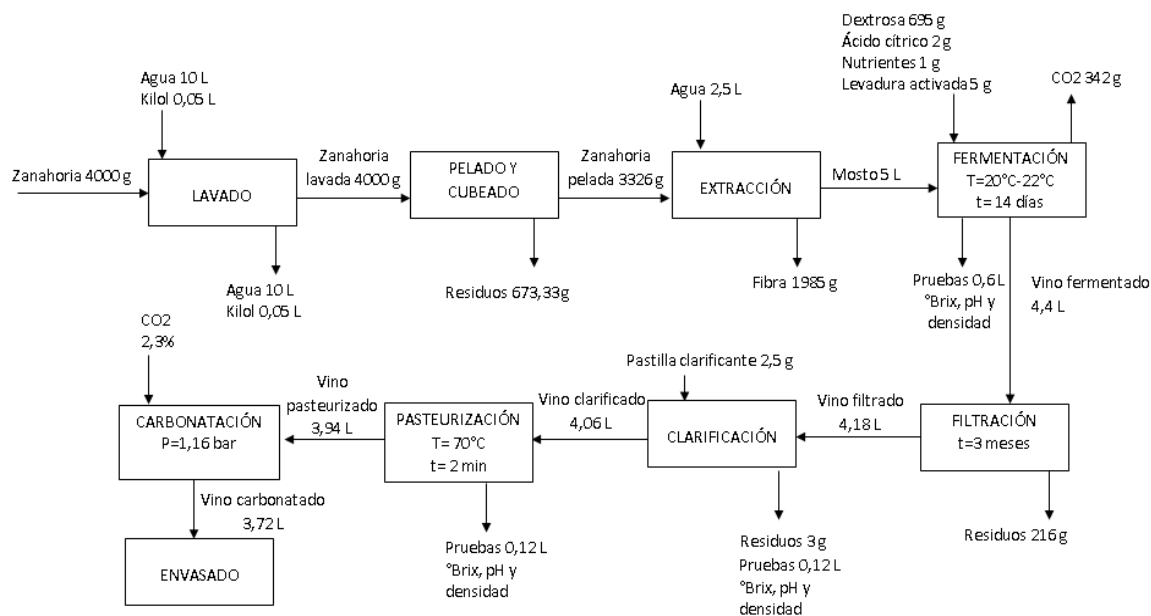 Dextrosa 695 g
Ácido cítrico 2 g
Nutrientes 1 g
Levadura activada 5 g
CO2 342 g
Agua 10 L
Kilol 0,05 L
Agua 2,5 L
Zanahoria 4000 g
LAVADO
Zanahoria
lavada 4000 g
PELADO Y
CUBEADO
Zanahoria
pelada 3326 g
EXTRACCIÓN
Mosto 5 L
FERMENTACIÓN
T=20°C-22°C
t= 14 días
Agua 10 L
Kilol 0,05 L
Residuos 673,33g
Fibra 1985 g
Pruebas 0,6 L
°Brix, pH y
densidad
Vino fermentado
4,4 L
CO2
2,3%
Pastilla clarificante 2,5 g
CARBONATACIÓN
P=1,16 bar
Vino
pasteurizado
3,94 L
PASTEURIZACIÓN
T= 70°C
t= 2 min
Vino clarificado
4,06 L
CLARIFICACIÓN
Vino filtrado
4,18 L
FILTRACIÓN
t=3 meses
Vino carbonatado
3,72 L
ENVASADO
Pruebas 0,12 L
°Brix, pH y
densidad
Residuos 3 g
Pruebas 0,12 L
°Brix, pH y
densidad
Residuos 216 g